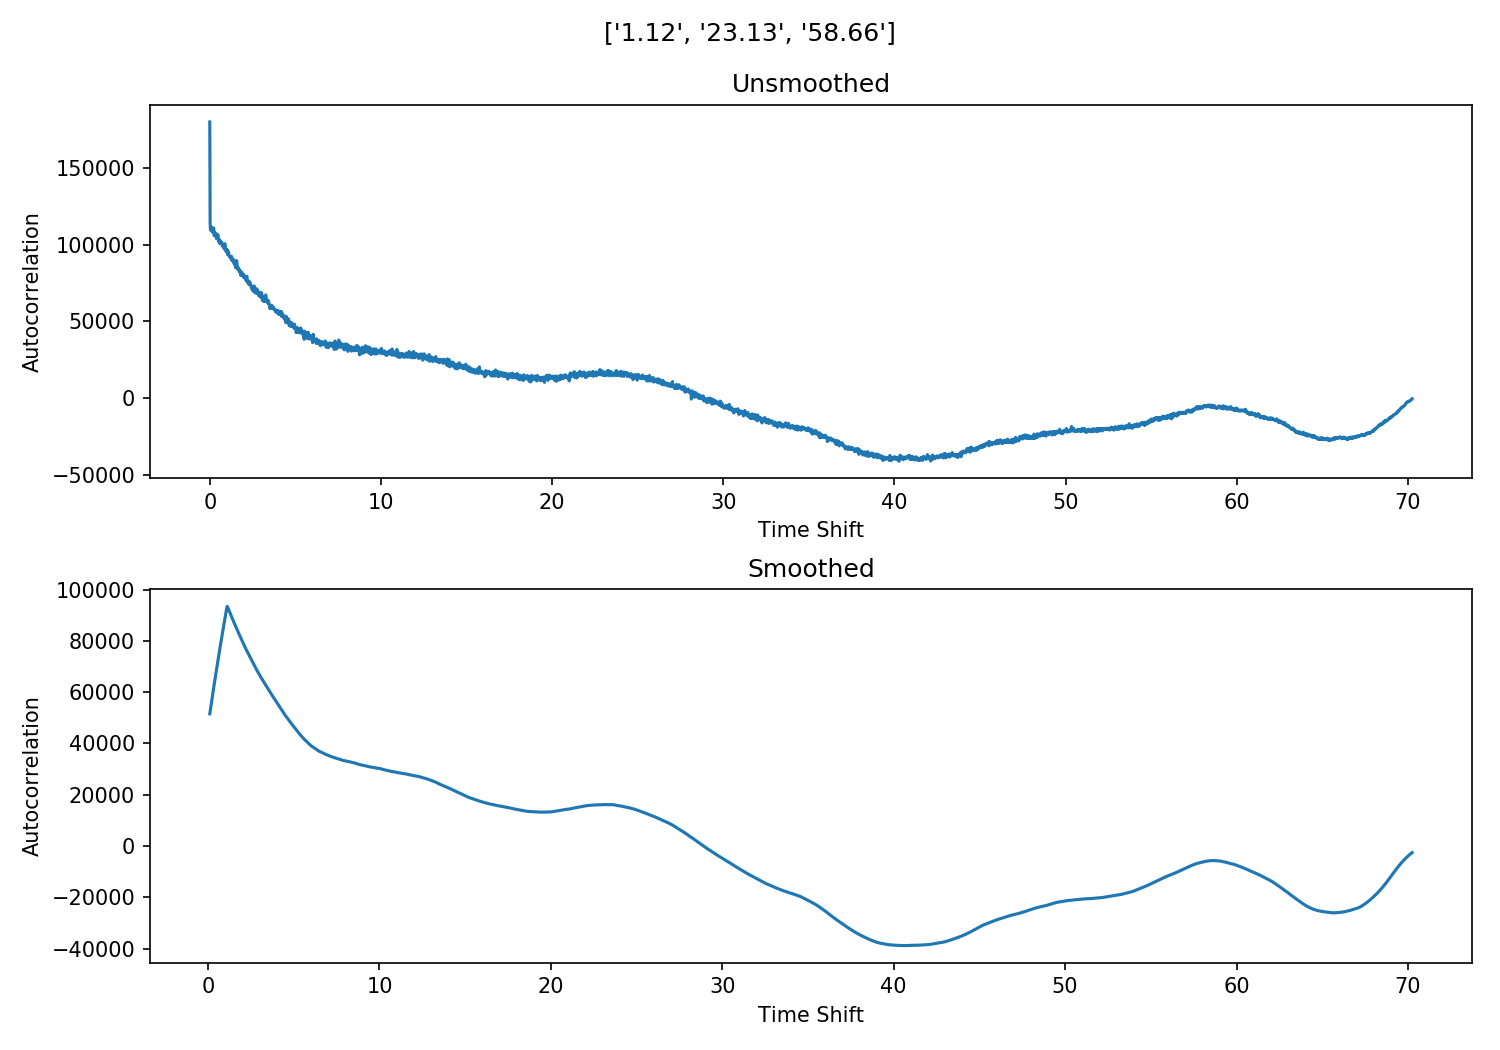 ['1.12', '23.13', '58.66']
Unsmoothed
Autocorrelation
150000
100000
50000
0
−50000
0 10 20 30 40 50 60 70
Time Shift
Smoothed
Autocorrelation
100000
80000
60000
40000
20000
0
−20000
−40000
0 10 20 30 40 50 60 70
Time Shift